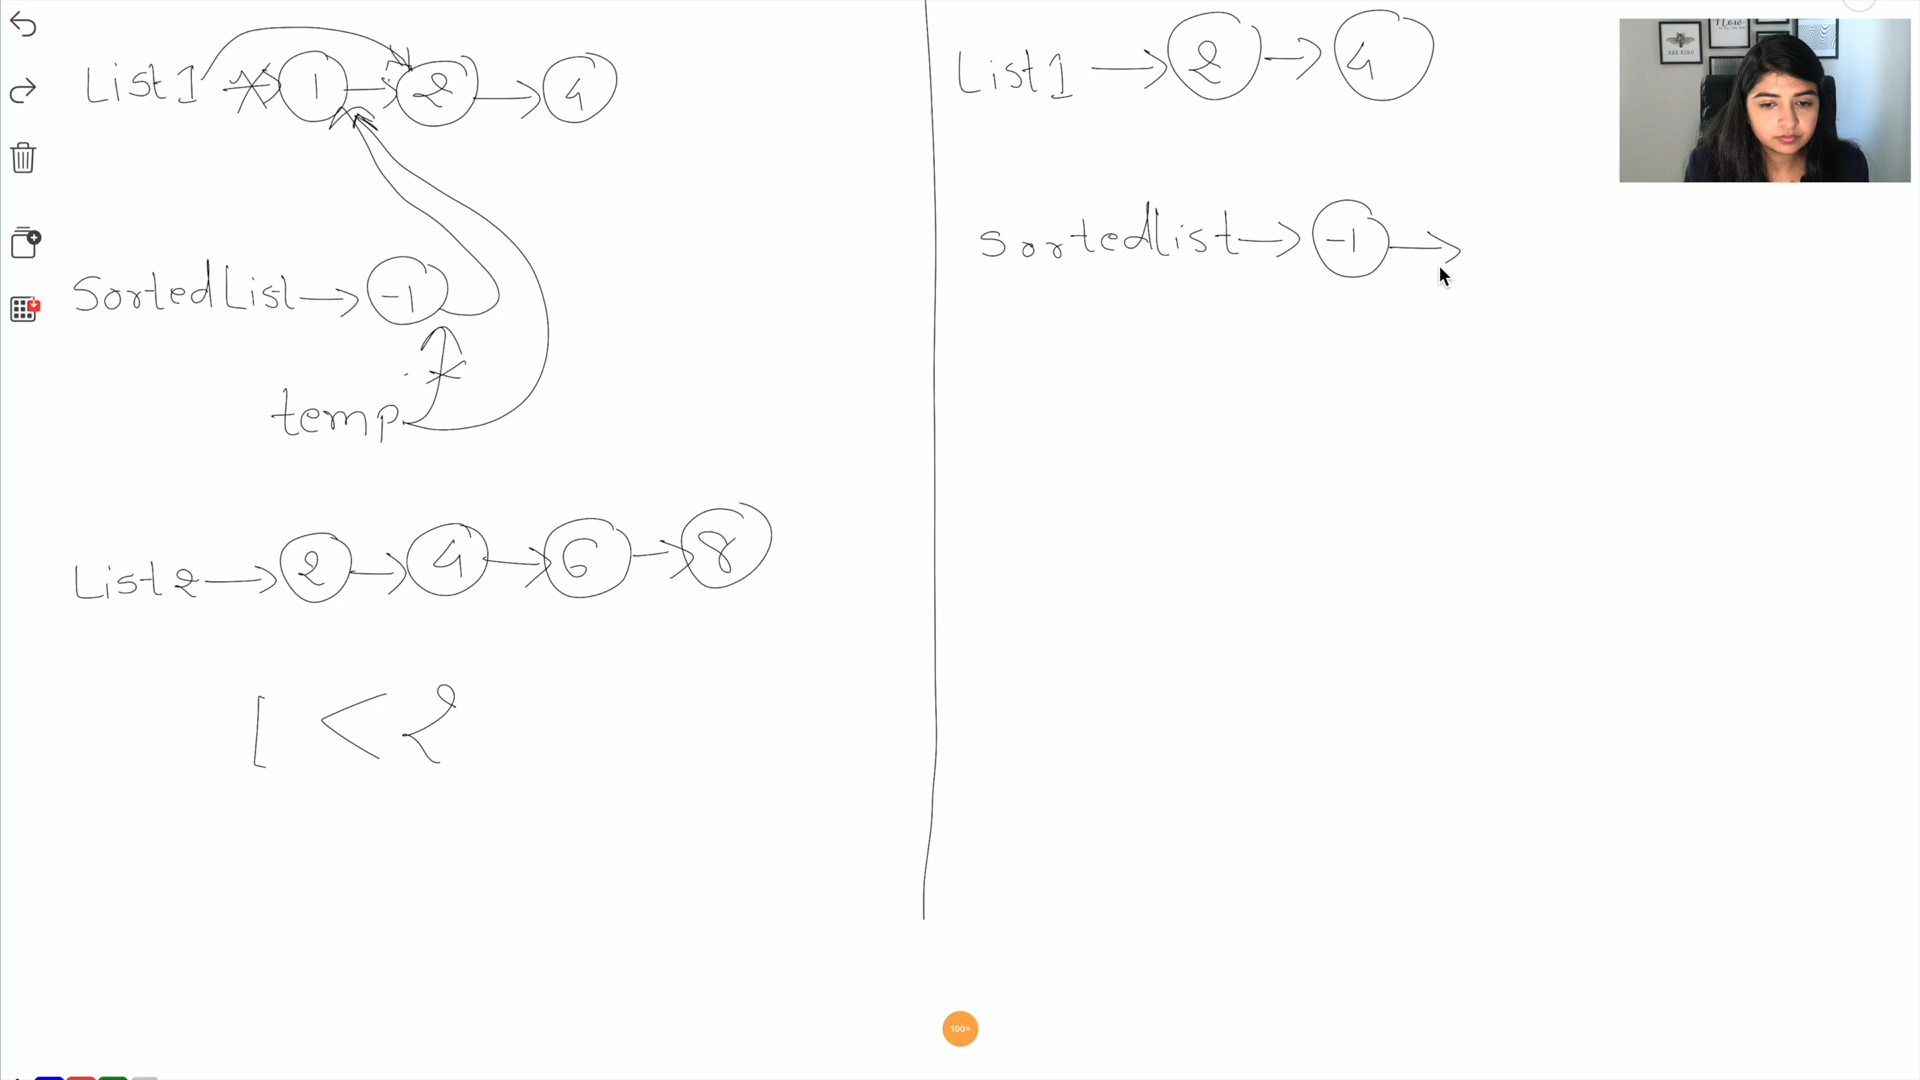 List1 1 2 4
SortedList -1
temp
List2 2 4 6 8
1 < 2
List1 2 4
sortedlist -1
100%